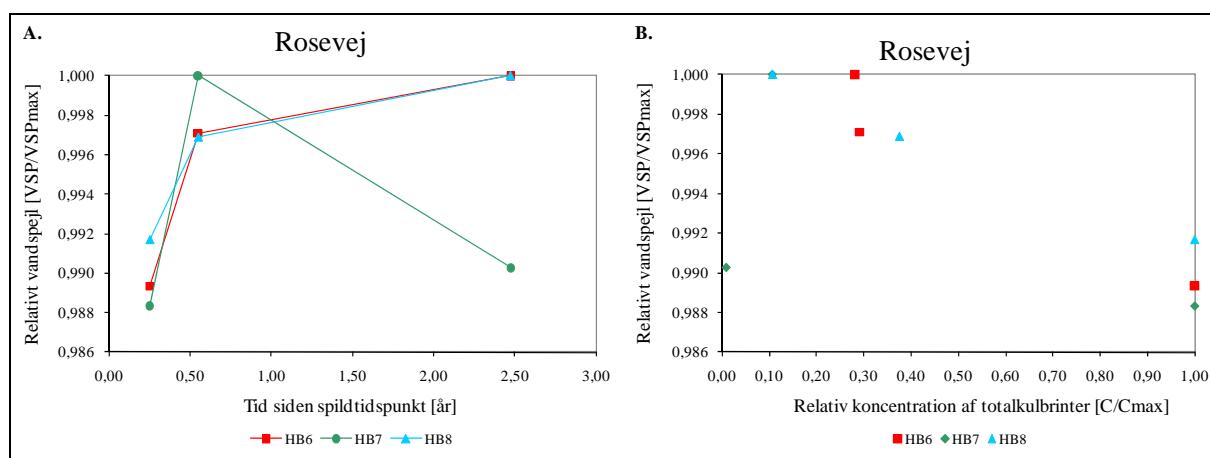 A.
Rosevej
Relativt vandspejl [VSP/VSPmax]
1,000
0,998
0,996
0,994
0,992
0,990
0,988
0,986
0,00 0,50 1,00 1,50 2,00 2,50 3,00
Tid siden spildtidspunkt [år]
HB6 HB7 HB8
B.
Rosevej
Relativt vandspejl [VSP/VSPmax]
1,000
0,998
0,996
0,994
0,992
0,990
0,988
0,986
0,00 0,10 0,20 0,30 0,40 0,50 0,60 0,70 0,80 0,90 1,00
Relativ koncentration af totalkulbrinter [C/Cmax]
HB6 HB7 HB8